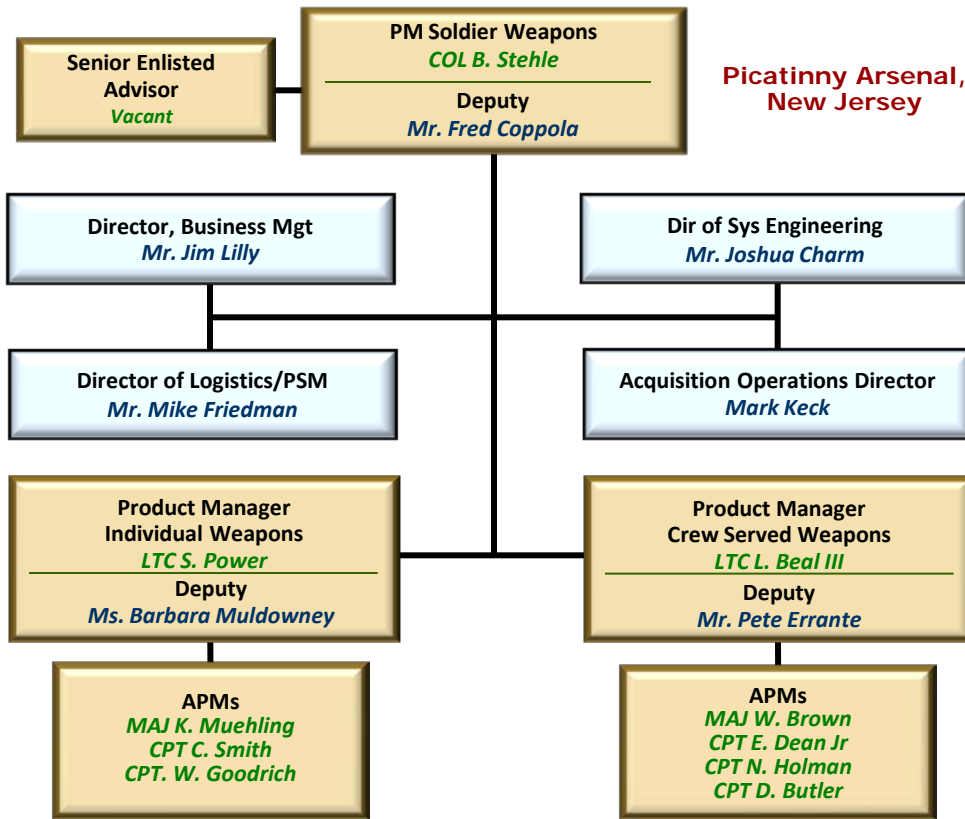 PM Soldier Weapons
COL B. Stehle
Deputy
Mr. Fred Coppola
Senior Enlisted
Advisor
Vacant
Picatinny Arsenal,
New Jersey
Director, Business Mgt
Mr. Jim Lilly
Dir of Sys Engineering
Mr. Joshua Charm
Director of Logistics/PSM
Mr. Mike Friedman
Acquisition Operations Director
Mark Keck
Product Manager
Individual Weapons
LTC S. Power
Deputy
Ms. Barbara Muldowney
Product Manager
Crew Served Weapons
LTC L. Beal III
Deputy
Mr. Pete Errante
APMs
MAJ K. Muehling
CPT C. Smith
CPT. W. Goodrich
APMs
MAJ W. Brown
CPT E. Dean Jr
CPT N. Holman
CPT D. Butler